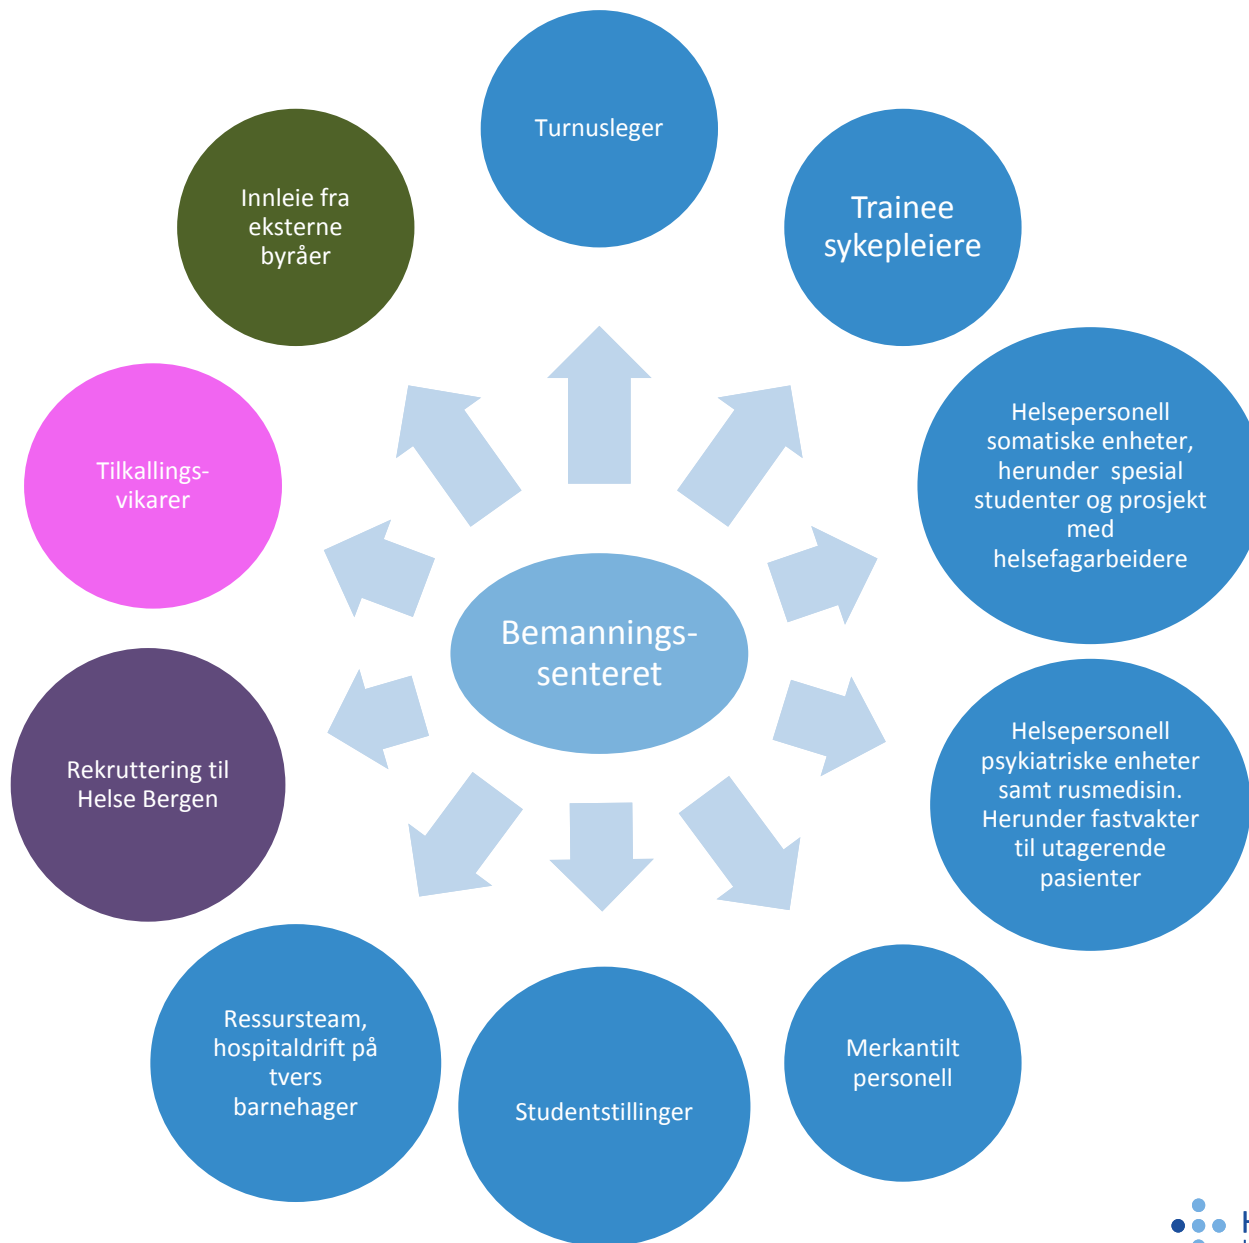 Turnusleger
Trainee
sykepleiere
Helsepersonell
somatiske enheter,
herunder spesial
studenter og prosjekt
med
helsefagarbeidere
Helsepersonell
psykiatriske enheter
samt rusmedisin.
Herunder fastvakter
til utagerende
pasienter
Merkantilt
personell
Studentstillinger
Ressursteam,
hospitaldrift på
tvers
barnehager
Rekruttering til
Helse Bergen
Tilkallings-
vikarer
Innleie fra
eksterne
byråer
Bemannings-
senteret